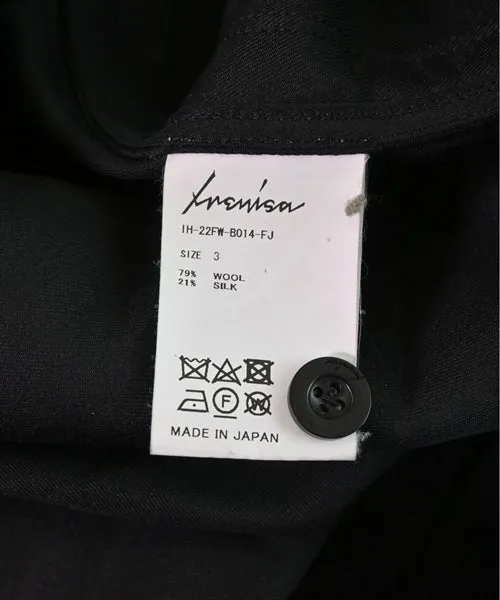 Irenisa
IH-22FW-B014-FJ
SIZE 3
79% WOOL
21% SILK
F
W
MADE IN JAPAN